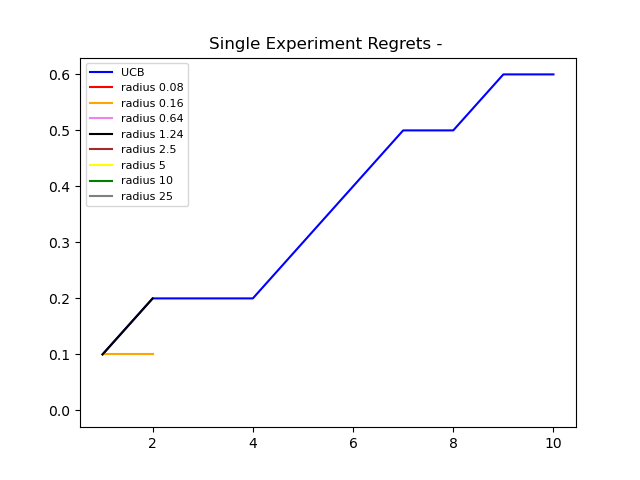 Single Experiment Regrets -
0.6
0.5
0.4
0.3
0.2
0.1
0.0
UCB
radius 0.08
radius 0.16
radius 0.64
radius 1.24
radius 2.5
radius 5
radius 10
radius 25
2 4 6 8 10